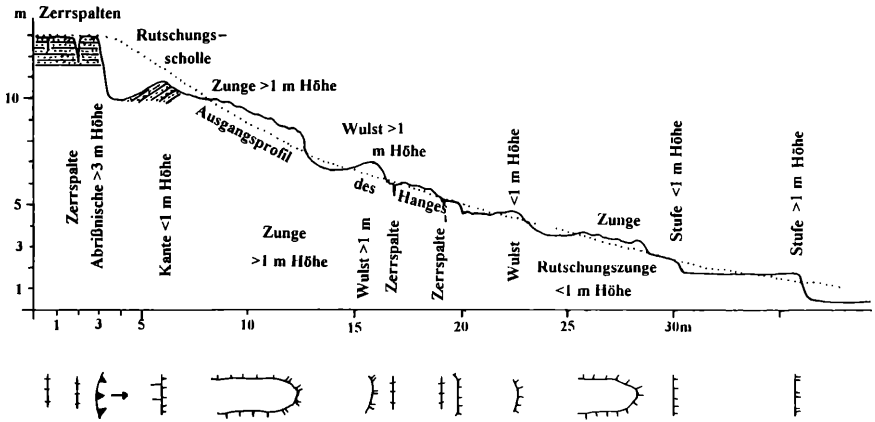 m Zerrspalten
Rutschungs-
scholle
Zunge >1 m Höhe
Ausgangsprofil
des
Hanges
Wulst >1
m Höhe
Zerrspalte
Abrißnische >3 m Höhe
Kante <1 m Höhe
Zunge
>1 m Höhe
Wulst >1 m
Zerrspalte
Zerrspalte
Wulst <1 m Höhe
Zunge
Rutschungszunge
<1 m Höhe
Stufe <1 m Höhe
Stufe >1 m Höhe
10
5
3
1
1 3 5 10 15 20 25 30m